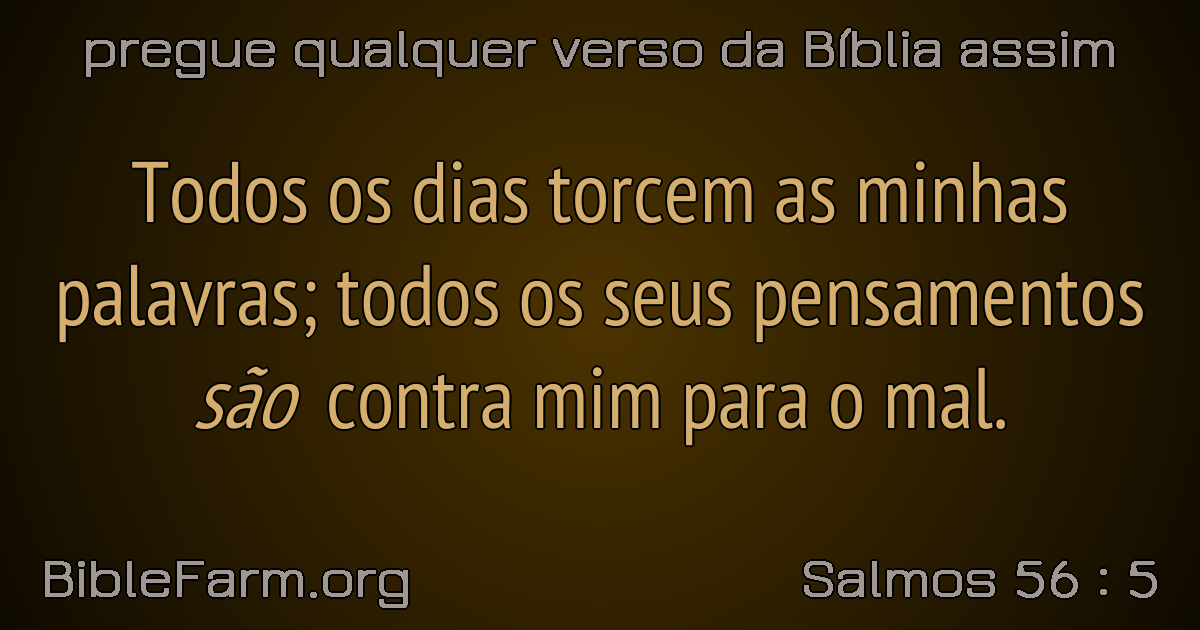 pregue qualquer verso da Bíblia assim
Todos os dias torcem as minhas
palavras; todos os seus pensamentos
são contra mim para o mal.
BibleFarm.org
Salmos 56 : 5